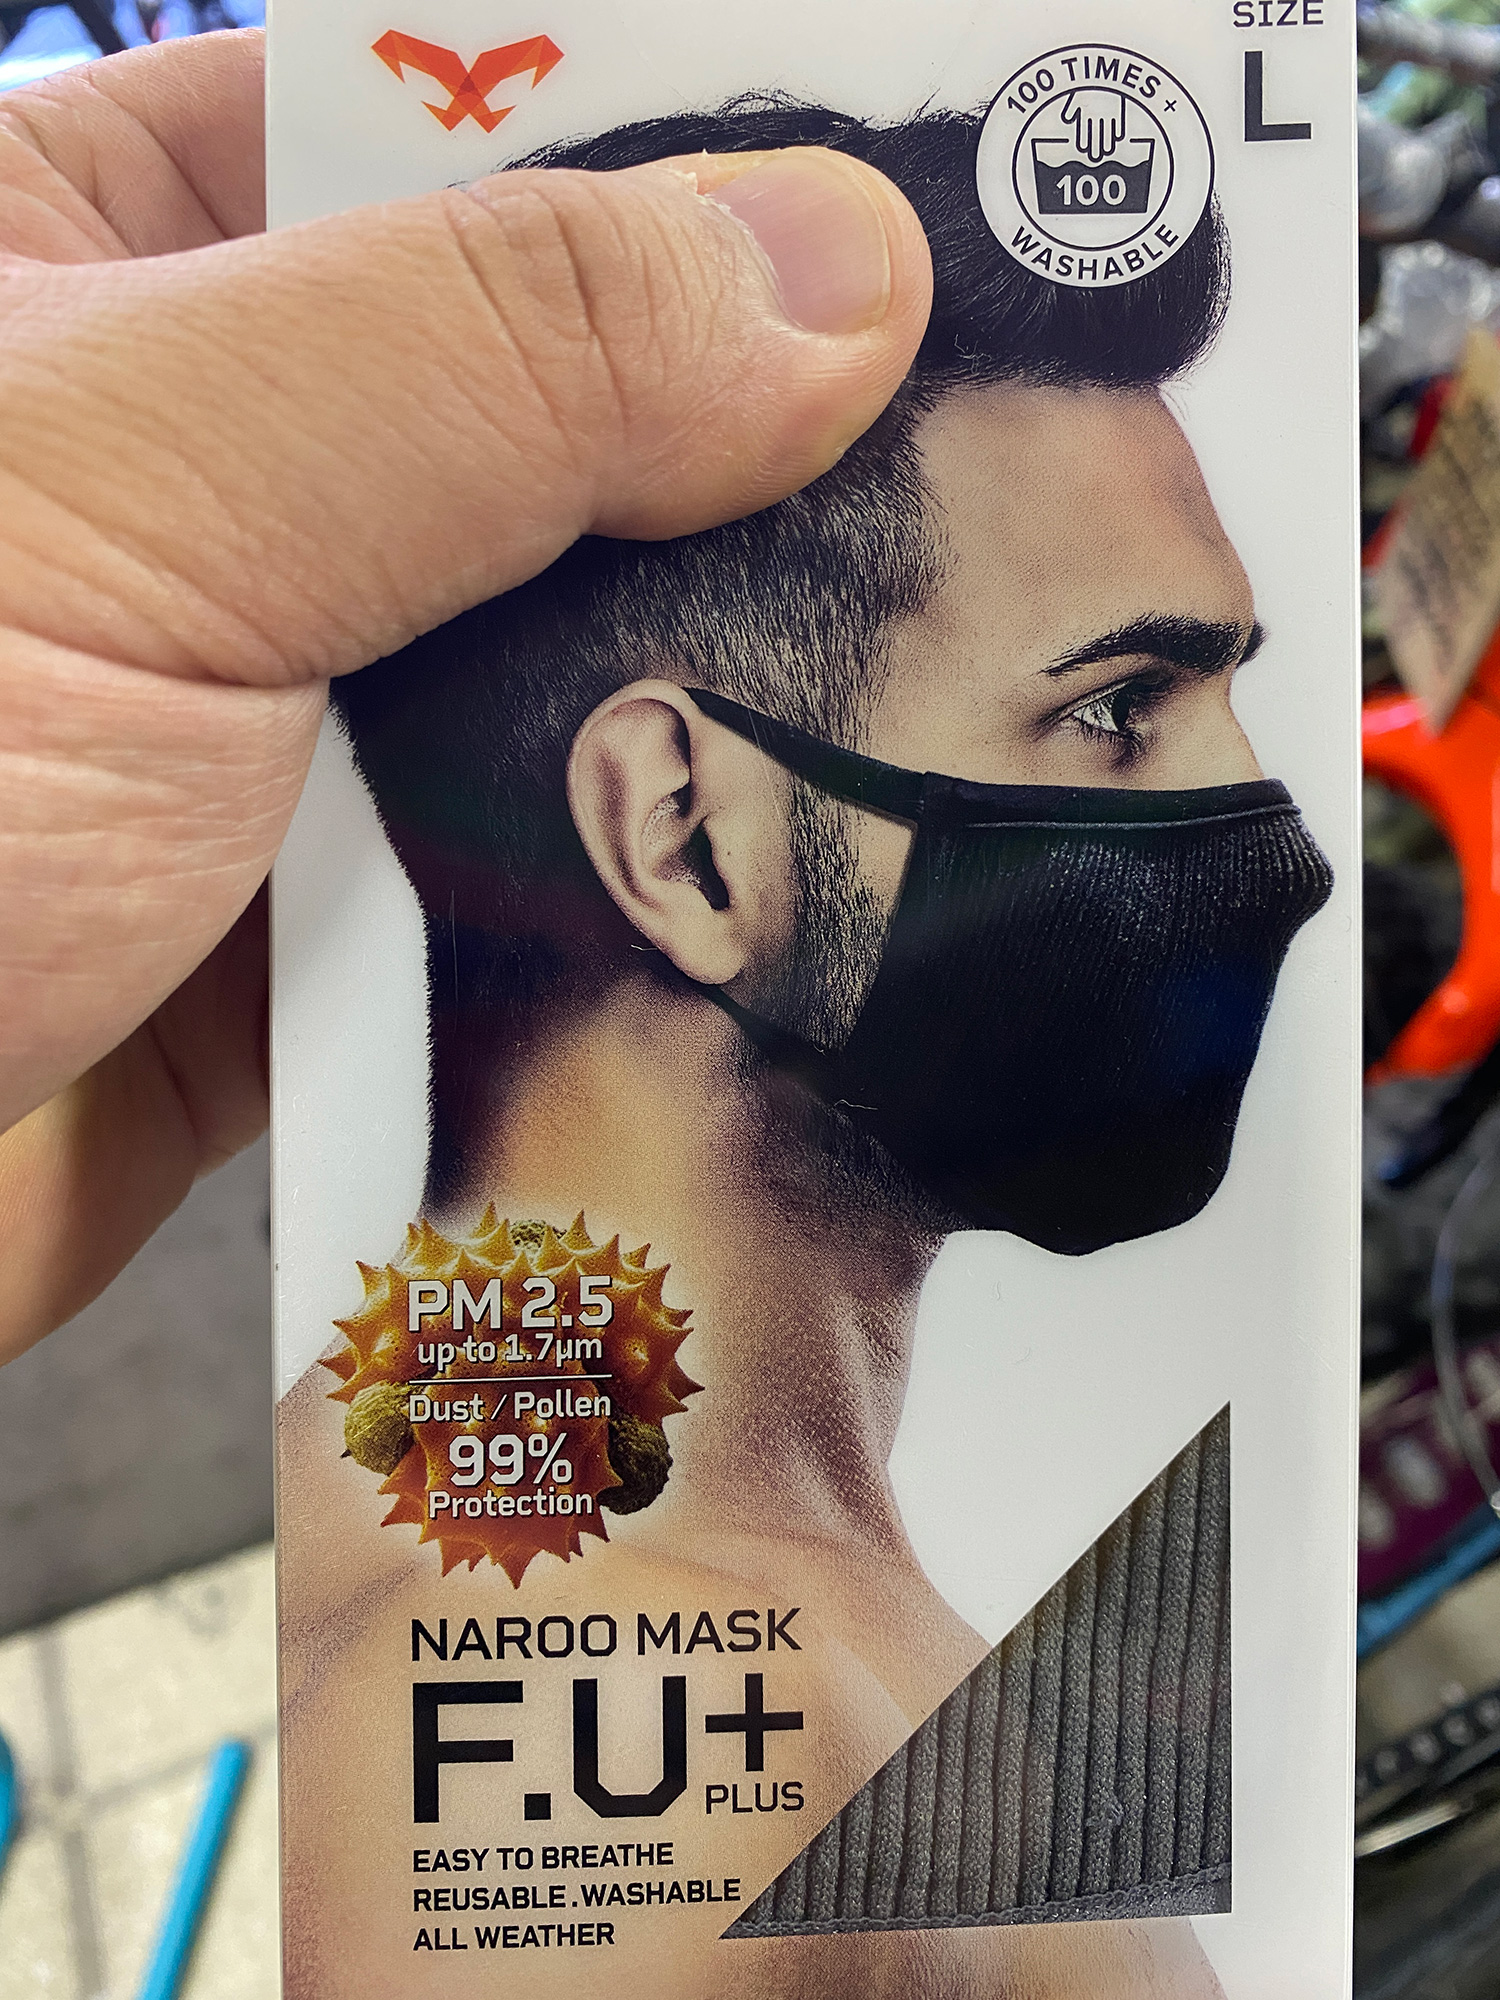 SIZE
L
100 TIMES +
100
WASHABLE
PM 2.5
up to 1.7µm
Dust / Pollen
99%
Protection
NAROO MASK
F.U+
PLUS
EASY TO BREATHE
REUSABLE.WASHABLE
ALL WEATHER